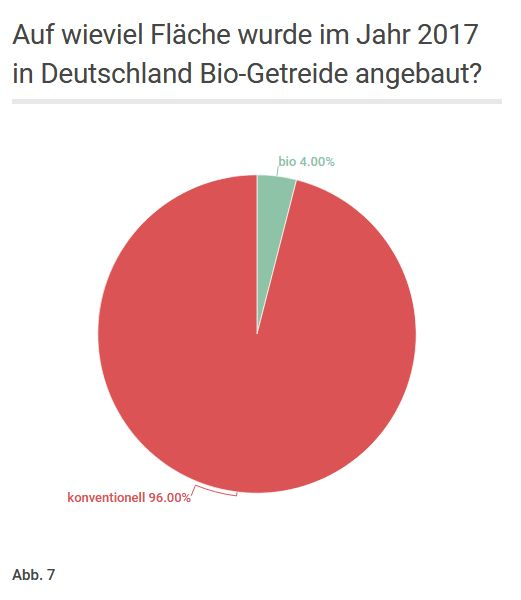 Auf wieviel Fläche wurde im Jahr 2017
in Deutschland Bio-Getreide angebaut?
bio 4.00%
konventionell 96.00%
Abb. 7